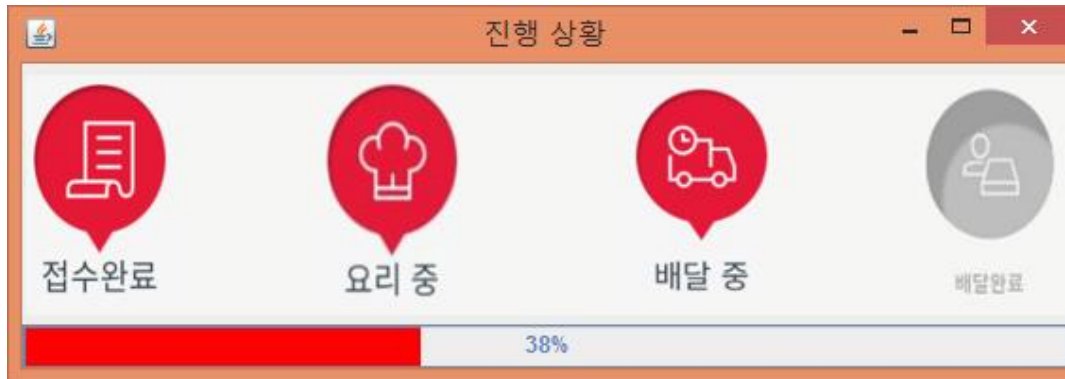 진행 상황
접수완료
요리 중
배달 중
배달완료
38%